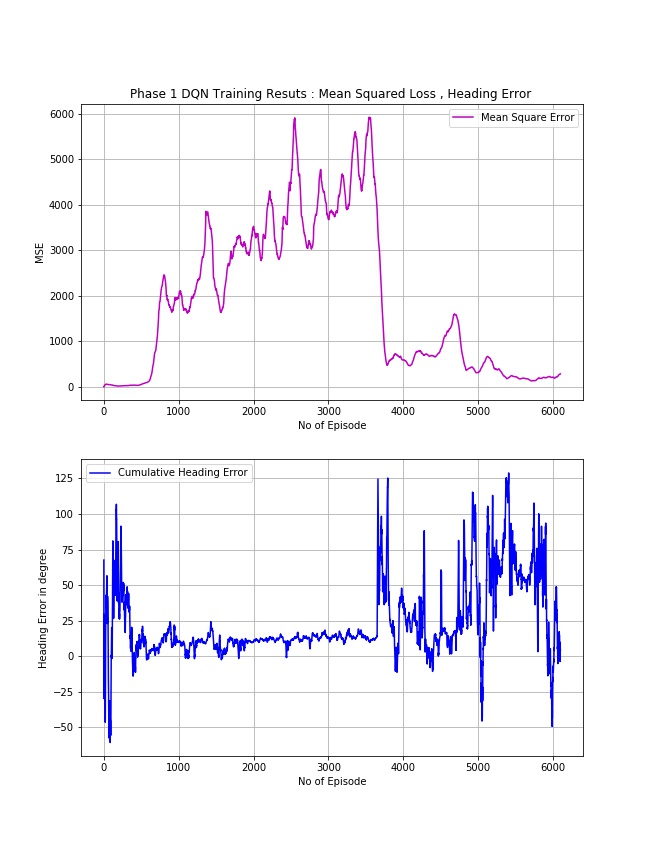 Phase 1 DQN Training Resuts : Mean Squared Loss , Heading Error
6000
5000
4000
3000
2000
1000
0
MSE
Mean Square Error
0 1000 2000 3000 4000 5000 6000
No of Episode
125
100
75
50
25
0
−25
−50
Heading Error in degree
Cumulative Heading Error
0 1000 2000 3000 4000 5000 6000
No of Episode